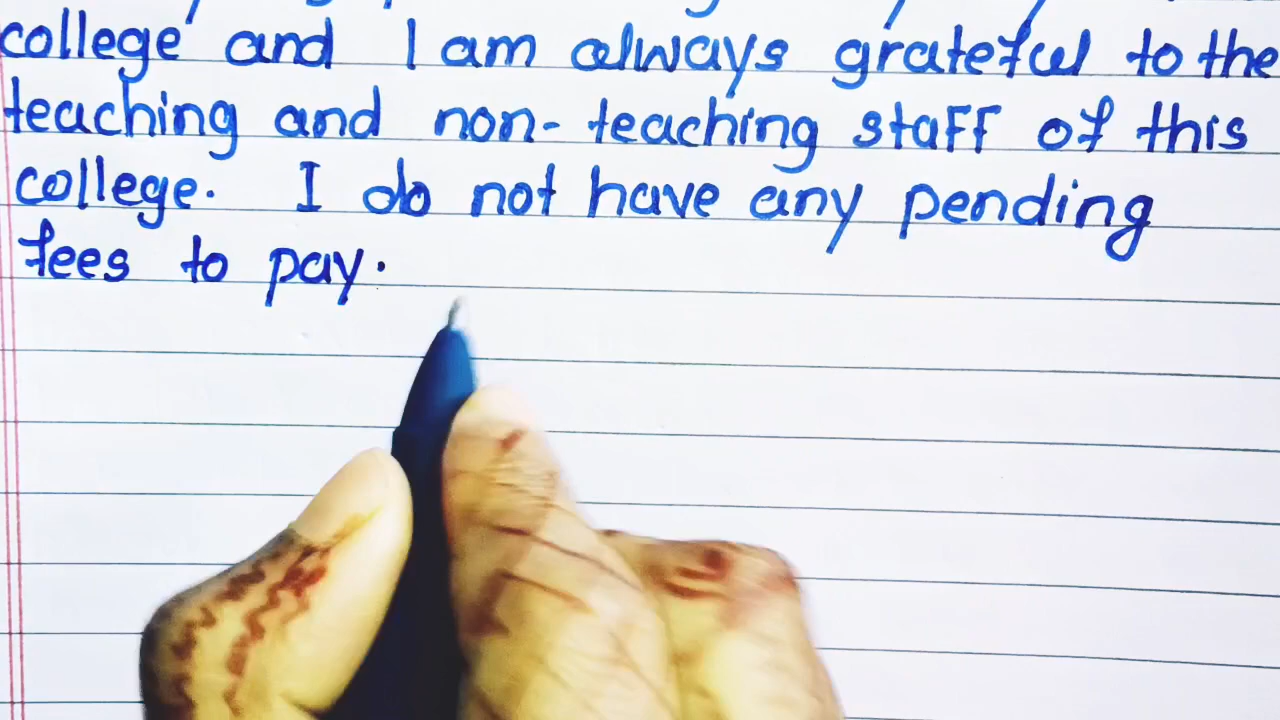 college and I am always grateful to the
teaching and non-teaching staff of this
college. I do not have any pending
fees to pay.